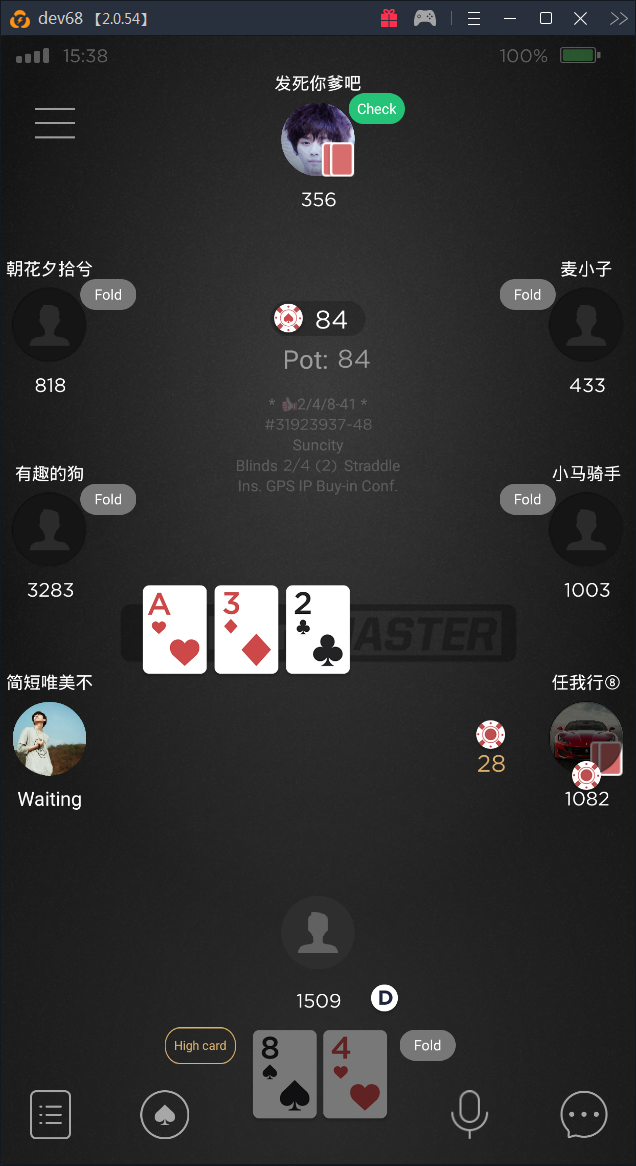 dev68 【2.0.54】
15:38
100%
发死你爹吧
Check
356
朝花夕拾兮
Fold
818
麦小子
Fold
433
84
Pot: 84
* 2/4/8-41 *
#31923937-48
Suncity
Blinds 2/4 (2) Straddle
Ins. GPS IP Buy-in Conf.
有趣的狗
Fold
3283
小马骑手
Fold
1003
A
3
2
MASTER
简短唯美不
Waiting
任我行⑧
28
1082
1509
D
High card
8
4
Fold